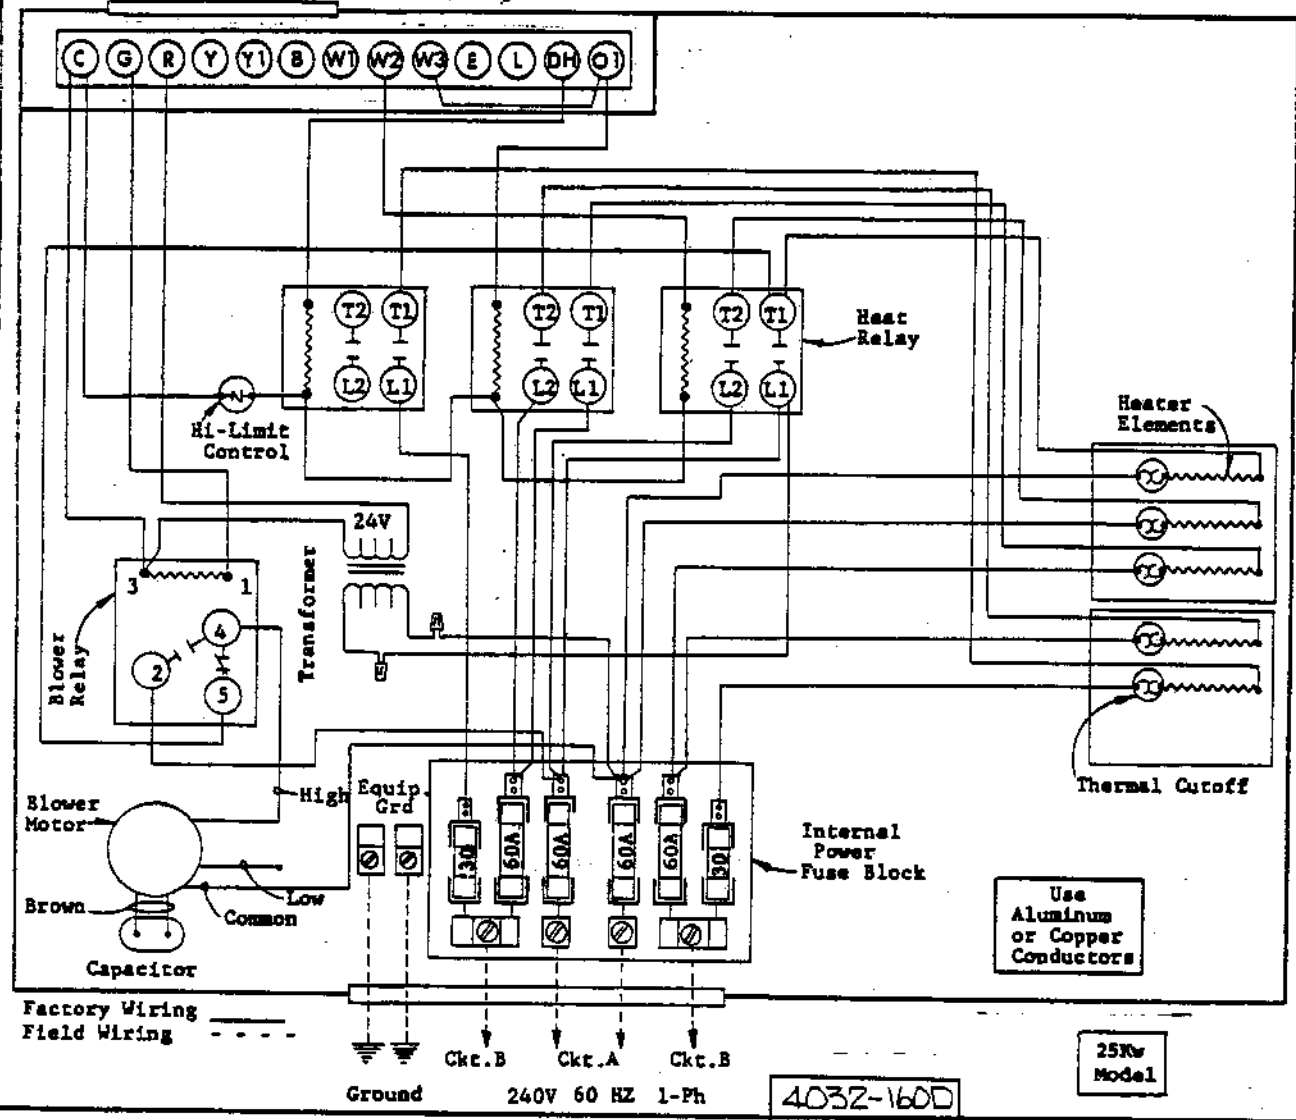 C G R Y Y1 B W1 W2 W3 E L DH O1
T2 T1 T2 T1 T2 T1
Heat
Relay
L2 L1 L2 L1 L2 L1
N
Hi-Limit
Control
Heater
Elements
24V
Transformer
3 1
4
2
5
Blower
Relay
Thermal Cutoff
High
Equip.
Grd
Blower
Motor
30 60A 60A 60A 60A 30
Internal
Power
Fuse Block
Low
Brown
Common
Use
Aluminum
or Copper
Conductors
Capacitor
Factory Wiring
Field Wiring
Ckt.B Ckt.A Ckt.B
25Kw
Model
Ground 240V 60 HZ 1-Ph
4032-160D